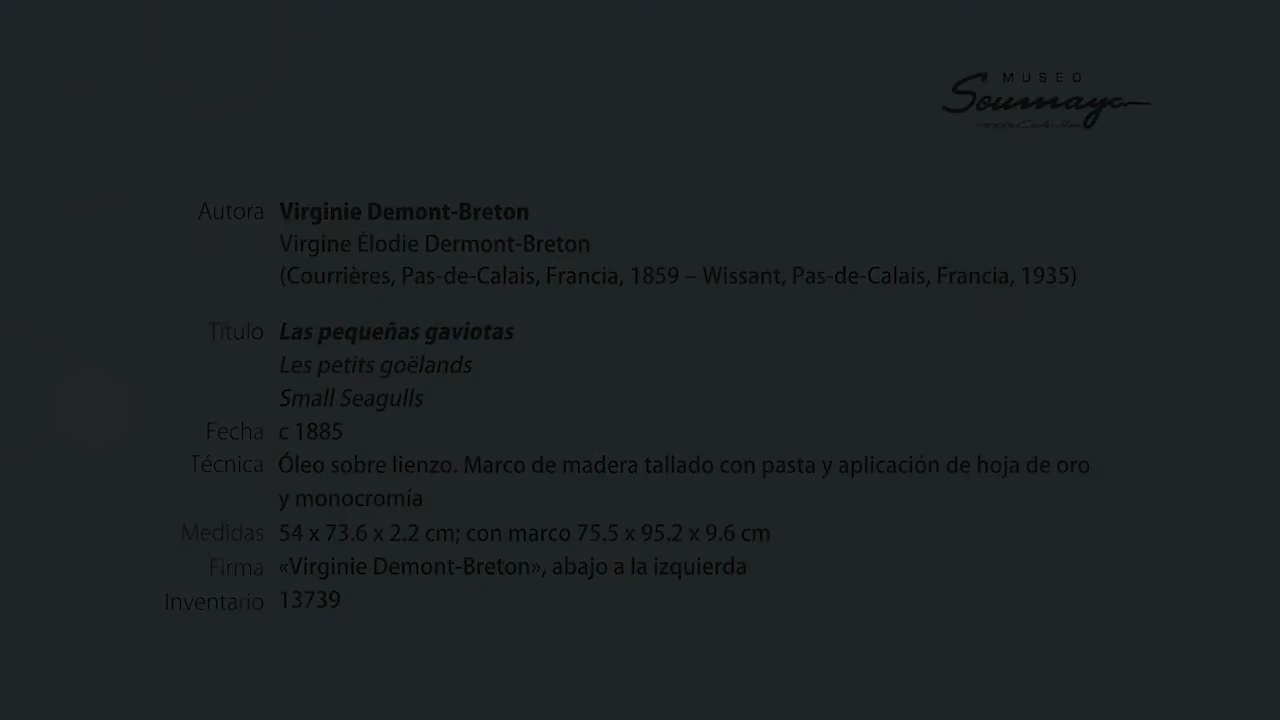 MUSEO
Soumaya
Autora Virginie Demont-Breton
Virgine Élodie Dermont-Breton
(Courrières, Pas-de-Calais, Francia, 1859 – Wissant, Pas-de-Calais, Francia, 1935)
Título Las pequeñas gaviotas
Les petits goëlands
Small Seagulls
Fecha c 1885
Técnica Óleo sobre lienzo. Marco de madera tallado con pasta y aplicación de hoja de oro
y monocromía
Medidas 54 x 73.6 x 2.2 cm; con marco 75.5 x 95.2 x 9.6 cm
Firma «Virginie Demont-Breton», abajo a la izquierda
Inventario 13739